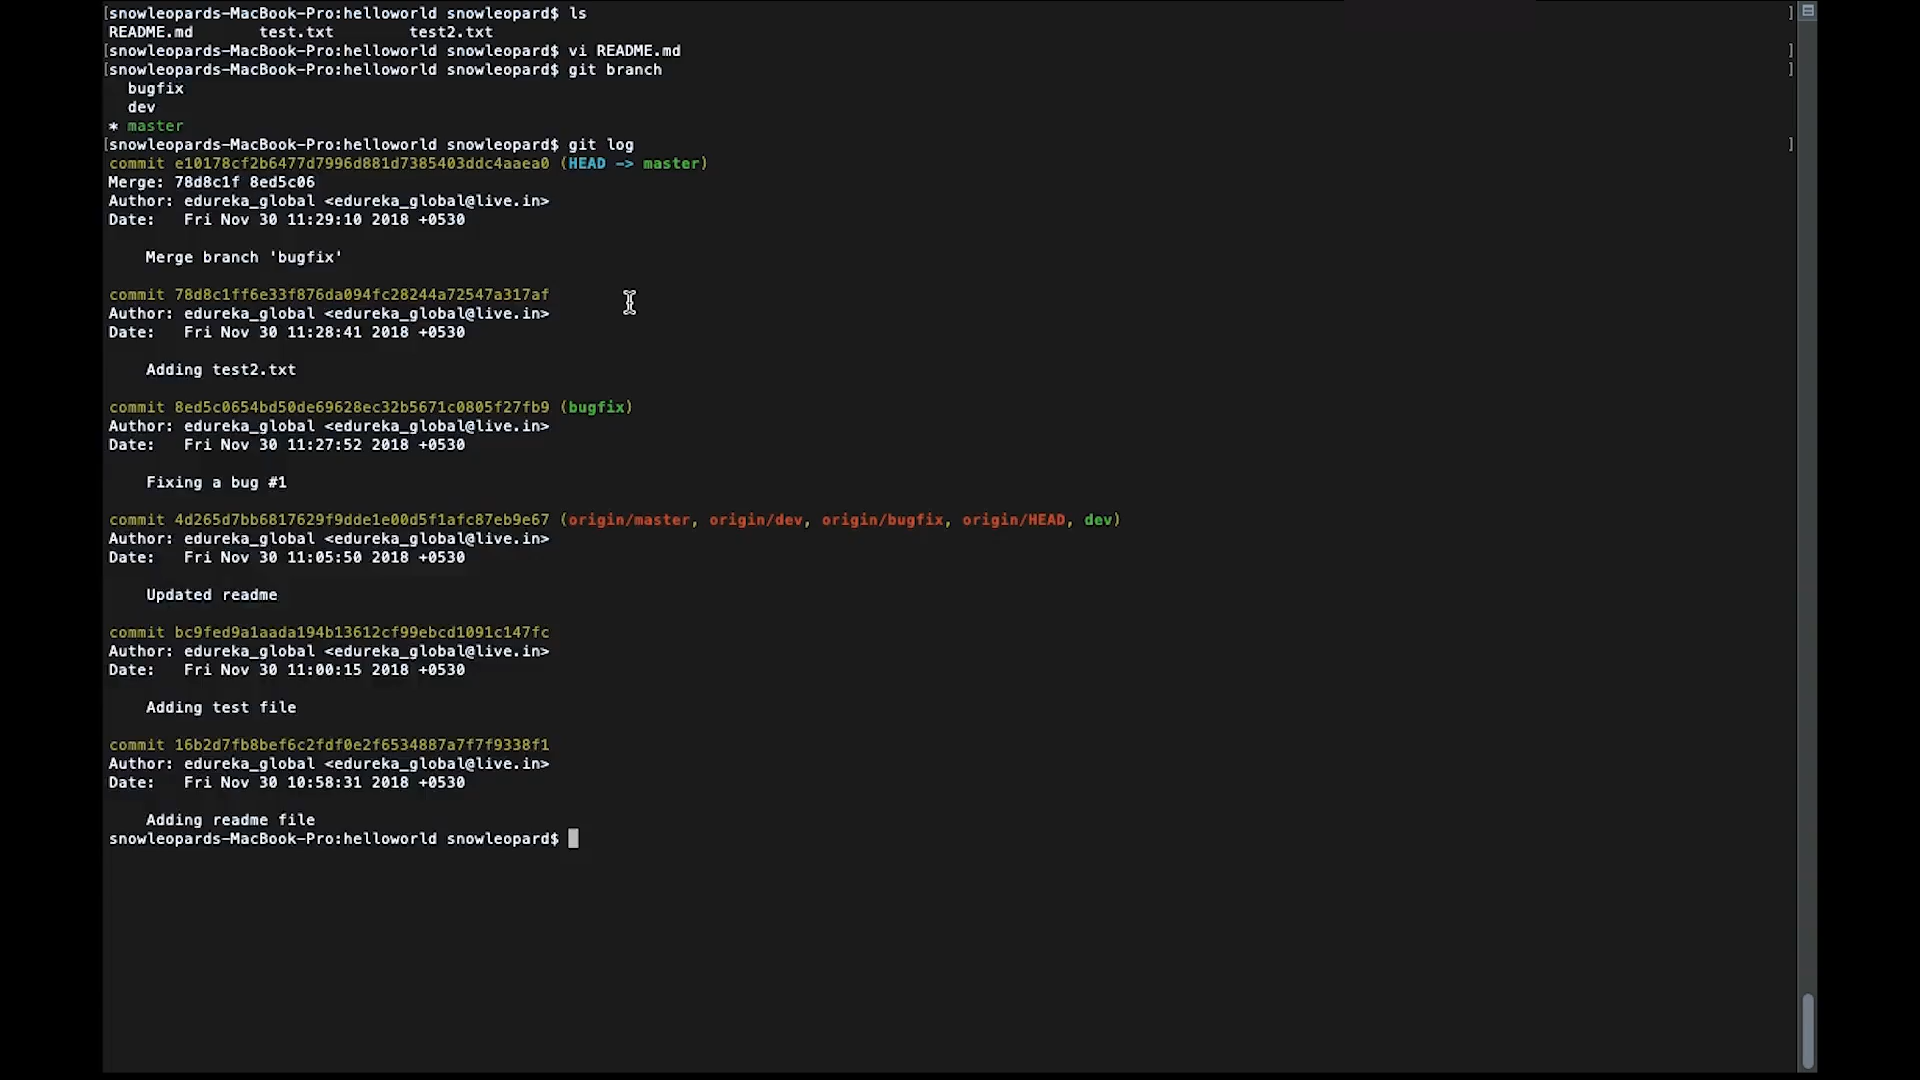 [snowleopards-MacBook-Pro:helloworld snowleopard$ ls ]
README.md test.txt test2.txt
[snowleopards-MacBook-Pro:helloworld snowleopard$ vi README.md ]
[snowleopards-MacBook-Pro:helloworld snowleopard$ git branch ]
bugfix
dev
* master
[snowleopards-MacBook-Pro:helloworld snowleopard$ git log ]
commit e10178cf2b6477d7996d881d7385403ddc4aaea0 (HEAD -> master)
Merge: 78d8c1f 8ed5c06
Author: edureka_global <edureka_global@live.in>
Date: Fri Nov 30 11:29:10 2018 +0530
Merge branch 'bugfix'
commit 78d8c1ff6e33f876da094fc28244a72547a317af
Author: edureka_global <edureka_global@live.in>
Date: Fri Nov 30 11:28:41 2018 +0530
Adding test2.txt
commit 8ed5c0654bd50de69628ec32b5671c0805f27fb9 (bugfix)
Author: edureka_global <edureka_global@live.in>
Date: Fri Nov 30 11:27:52 2018 +0530
Fixing a bug #1
commit 4d265d7bb6817629f9dde1e00d5f1afc87eb9e67 (origin/master, origin/dev, origin/bugfix, origin/HEAD, dev)
Author: edureka_global <edureka_global@live.in>
Date: Fri Nov 30 11:05:50 2018 +0530
Updated readme
commit bc9fed9a1aada194b13612cf99ebcd1091c147fc
Author: edureka_global <edureka_global@live.in>
Date: Fri Nov 30 11:00:15 2018 +0530
Adding test file
commit 16b2d7fb8bef6c2fdf0e2f6534887a7f7f9338f1
Author: edureka_global <edureka_global@live.in>
Date: Fri Nov 30 10:58:31 2018 +0530
Adding readme file
snowleopards-MacBook-Pro:helloworld snowleopard$